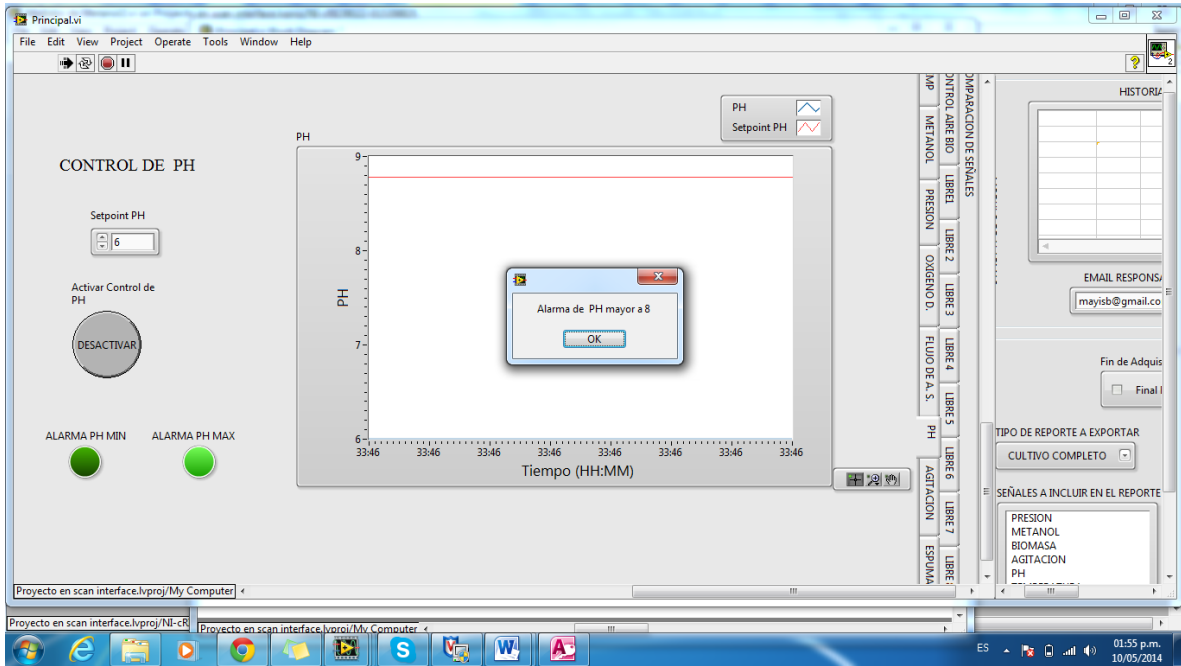 Principal.vi
File Edit View Project Operate Tools Window Help
2
CONTROL DE PH
Setpoint PH
6
Activar Control de
PH
DESACTIVAR
ALARMA PH MIN
ALARMA PH MAX
PH
PH
Setpoint PH
PH
9
8
7
6
33:46 33:46 33:46 33:46 33:46 33:46 33:46 33:46
Tiempo (HH:MM)
Alarma de PH mayor a 8
OK
METANOL
PRESION
OXIGENO D.
FLUJO DE A. S.
PH
AGITACION
ESPUMA
CONTROL AIRE BIO
LIBRE1
LIBRE 2
LIBRE 3
LIBRE 4
LIBRE 5
LIBRE 6
LIBRE 7
LIBRE
DE SEÑALES
HISTORIA
EMAIL RESPONSA
mayisb@gmail.co
Fin de Adquis
Final
TIPO DE REPORTE A EXPORTAR
CULTIVO COMPLETO
SEÑALES A INCLUIR EN EL REPORTE
PRESION
METANOL
BIOMASA
AGITACION
PH
Proyecto en scan interface.lvproj/My Computer
Proyecto en scan interface.lvproj/NI-cR
Proyecto en scan interface.lvproj/My Computer
ES
01:55 p.m.
10/05/2014